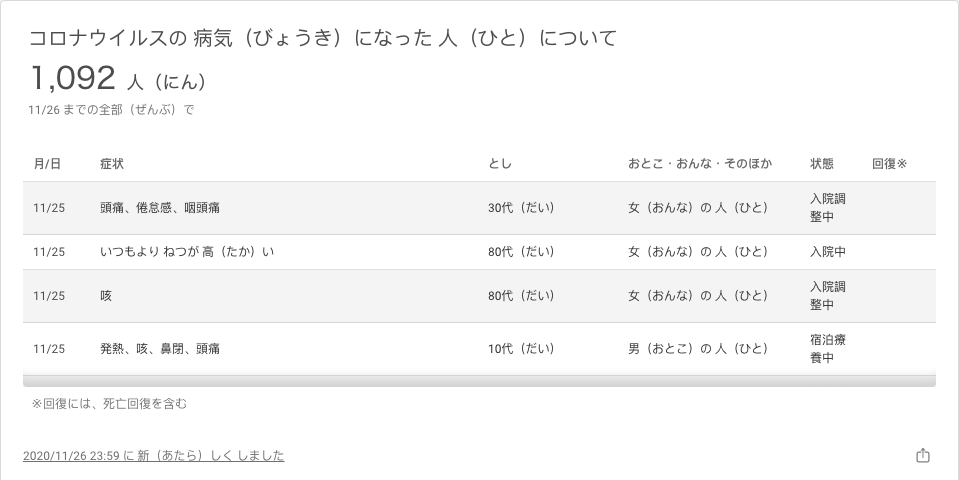 コロナウイルスの 病気（びょうき）になった 人（ひと）について
1,092 人（にん）
11/26 までの全部（ぜんぶ）で
月/日 症状 とし おとこ・おんな・そのほか 状態 回復※
11/25 頭痛、倦怠感、咽頭痛 30代（だい） 女（おんな）の 人（ひと） 入院調
整中
11/25 いつもより ねつが 高（たか）い 80代（だい） 女（おんな）の 人（ひと） 入院中
11/25 咳 80代（だい） 女（おんな）の 人（ひと） 入院調
整中
11/25 発熱、咳、鼻閉、頭痛 10代（だい） 男（おとこ）の 人（ひと） 宿泊療
養中
※回復には、死亡回復を含む
2020/11/26 23:59 に 新（あたら）しく しました